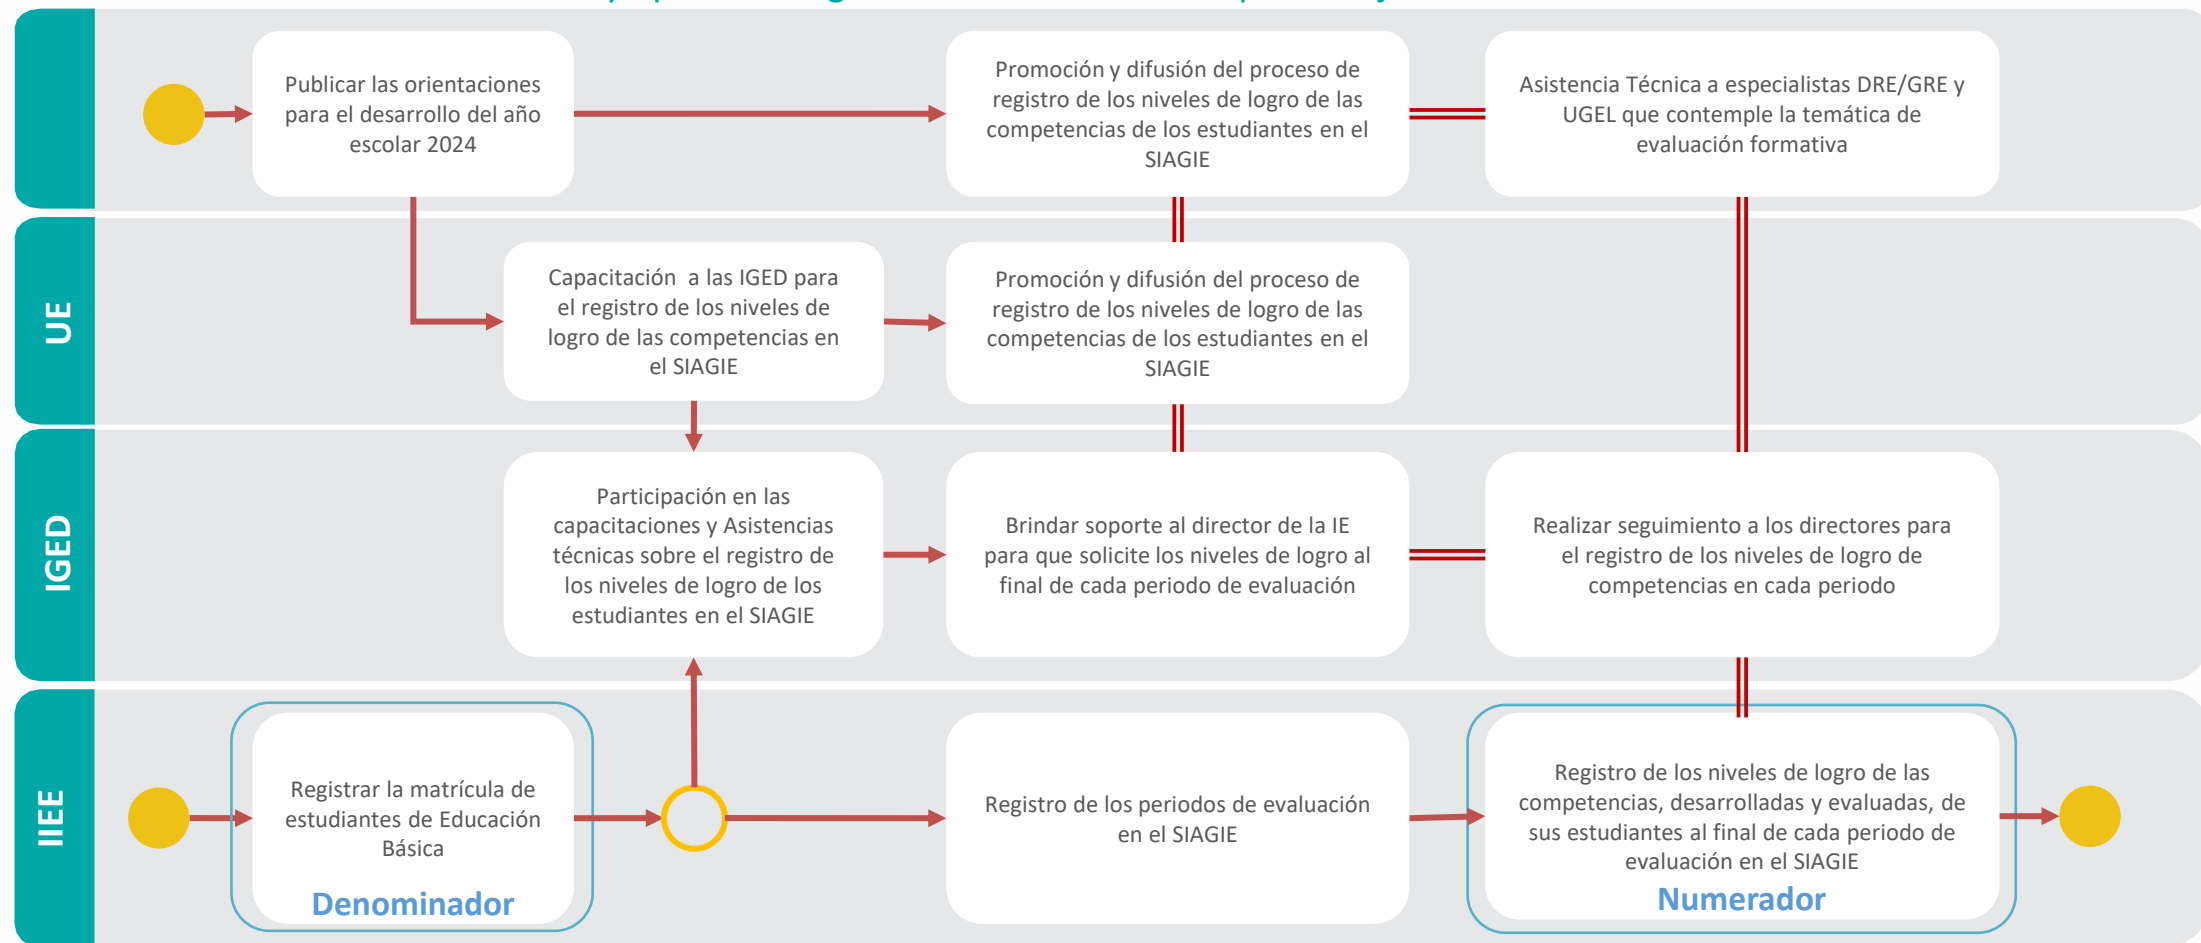 Publicar las orientaciones
para el desarrollo del año
escolar 2024
Promoción y difusión del proceso de
registro de los niveles de logro de las
competencias de los estudiantes en el
SIAGIE
Asistencia Técnica a especialistas DRE/GRE y
UGEL que contemple la temática de
evaluación formativa
UE
Capacitación a las IGED para
el registro de los niveles de
logro de las competencias en
el SIAGIE
Promoción y difusión del proceso de
registro de los niveles de logro de las
competencias de los estudiantes en el
SIAGIE
IGED
Participación en las
capacitaciones y Asistencias
técnicas sobre el registro de
los niveles de logro de los
estudiantes en el SIAGIE
Brindar soporte al director de la IE
para que solicite los niveles de logro al
final de cada periodo de evaluación
Realizar seguimiento a los directores para
el registro de los niveles de logro de
competencias en cada periodo
IIEE
Registrar la matrícula de
estudiantes de Educación
Básica
Denominador
Registro de los periodos de evaluación
en el SIAGIE
Registro de los niveles de logro de las
competencias, desarrolladas y evaluadas, de
sus estudiantes al final de cada periodo de
evaluación en el SIAGIE
Numerador